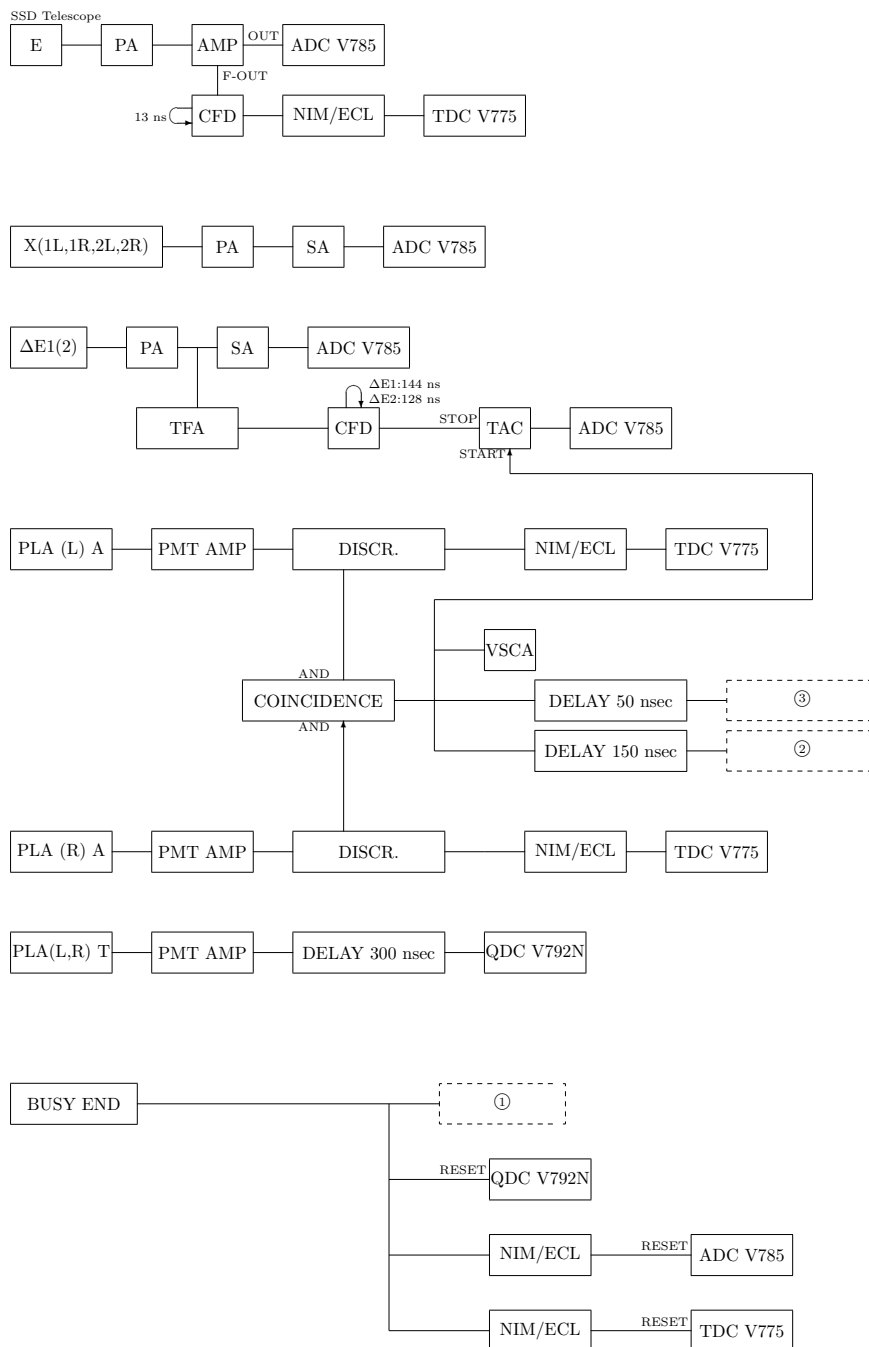 SSD Telescope
E PA AMP OUT ADC V785
F-OUT
13 ns CFD NIM/ECL TDC V775
X(1L,1R,2L,2R) PA SA ADC V785
ΔE1(2) PA SA ADC V785
ΔE1:144 ns
ΔE2:128 ns
TFA CFD STOP TAC ADC V785
START
PLA (L) A PMT AMP DISCR. NIM/ECL TDC V775
VSCA
AND
COINCIDENCE DELAY 50 nsec ③
AND
DELAY 150 nsec ②
PLA (R) A PMT AMP DISCR. NIM/ECL TDC V775
PLA(L,R) T PMT AMP DELAY 300 nsec QDC V792N
BUSY END ①
RESET QDC V792N
NIM/ECL RESET ADC V785
NIM/ECL RESET TDC V775